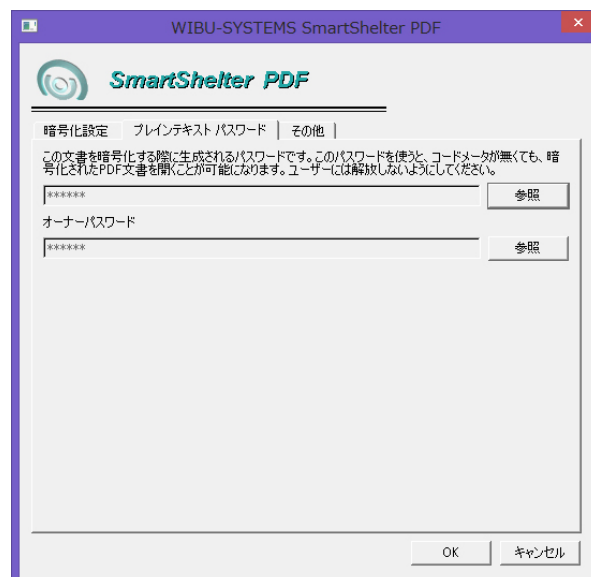 WIBU-SYSTEMS SmartShelter PDF
SmartShelter PDF
暗号化設定 プレインテキスト パスワード その他
この文書を暗号化する際に生成されるパスワードです。このパスワードを使うと、コードメータが無くても、暗
号化されたPDF文書を開くことが可能になります。ユーザーには解放しないようにしてください。
****** 参照
オーナーパスワード
****** 参照
OK キャンセル